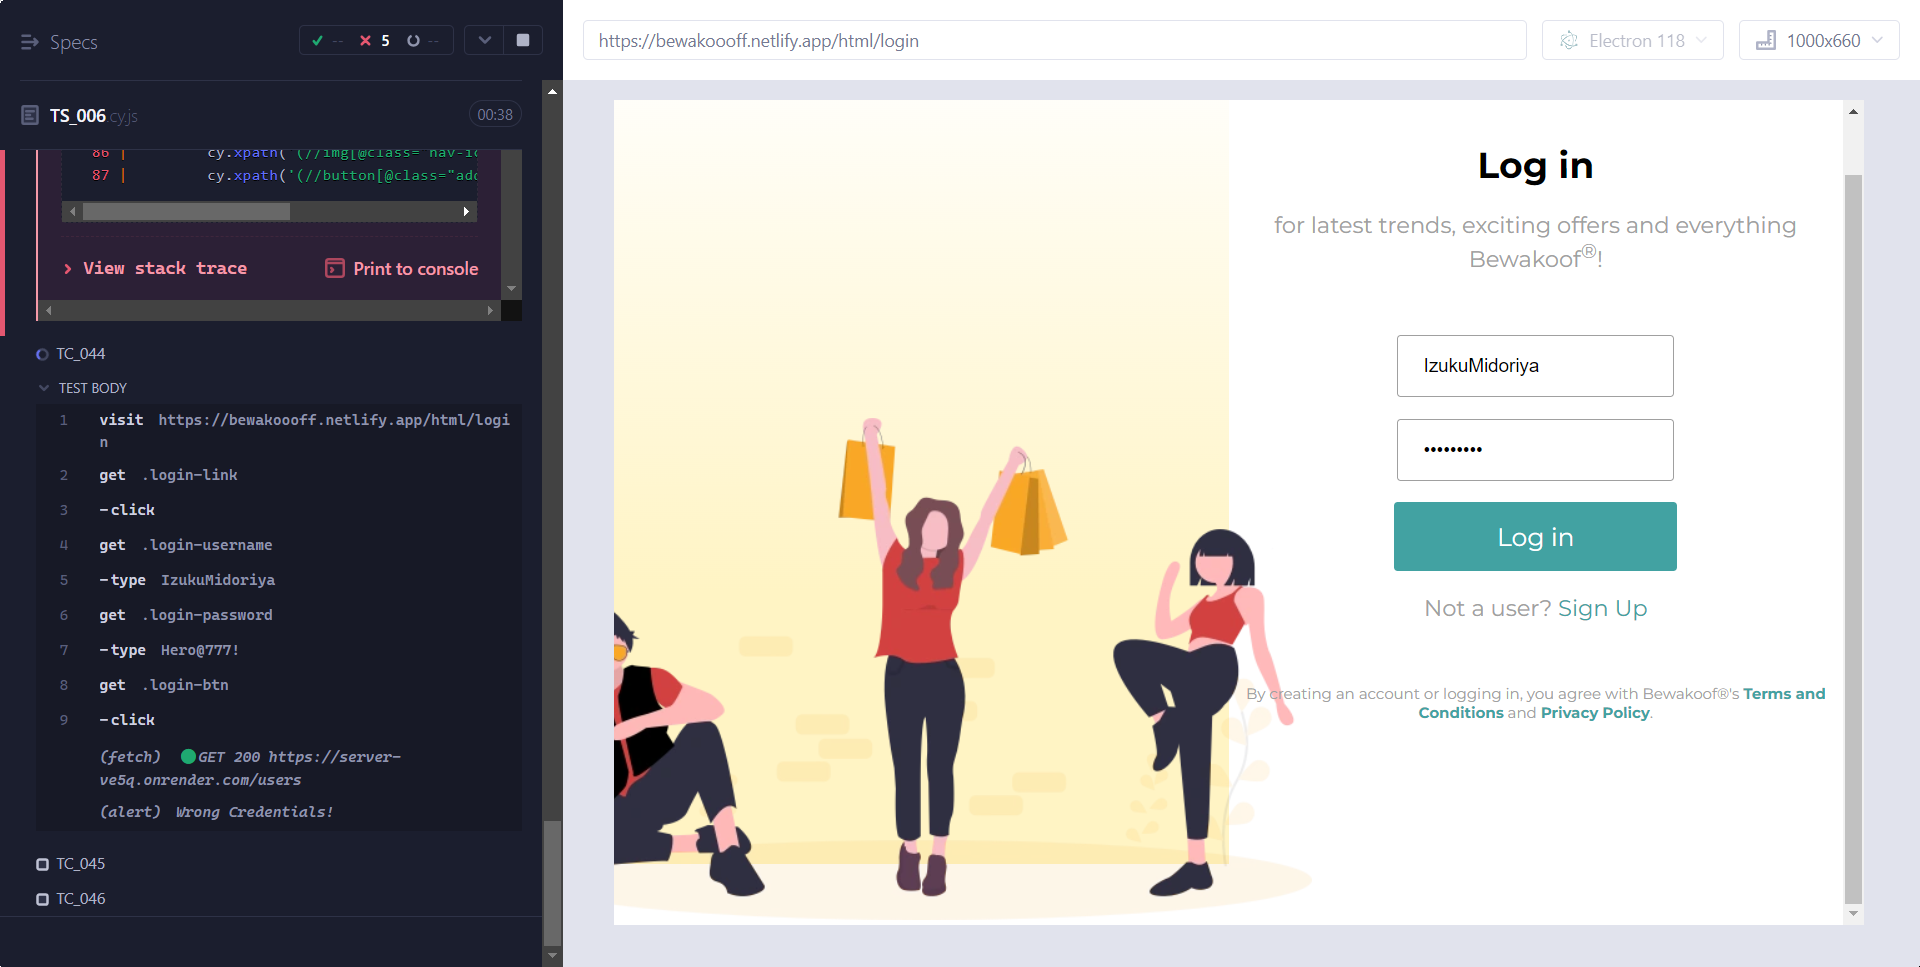 Specs
--
5
--
TS_006.cy.js
00:38
86 | cy.xpath('(//img[@class="nav-ic
87 | cy.xpath('(//button[@class="add
View stack trace
Print to console
TC_044
TEST BODY
1 visit https://bewakoooff.netlify.app/html/logi
n
2 get .login-link
3 -click
4 get .login-username
5 -type IzukuMidoriya
6 get .login-password
7 -type Hero@777!
8 get .login-btn
9 -click
(fetch) GET 200 https://server-
ve5q.onrender.com/users
(alert) Wrong Credentials!
TC_045
TC_046
https://bewakoooff.netlify.app/html/login
Electron 118
1000x660
Log in
for latest trends, exciting offers and everything
Bewakoof®!
IzukuMidoriya
•••••••••
Log in
Not a user? Sign Up
By creating an account or logging in, you agree with Bewakoof®'s Terms and
Conditions and Privacy Policy.